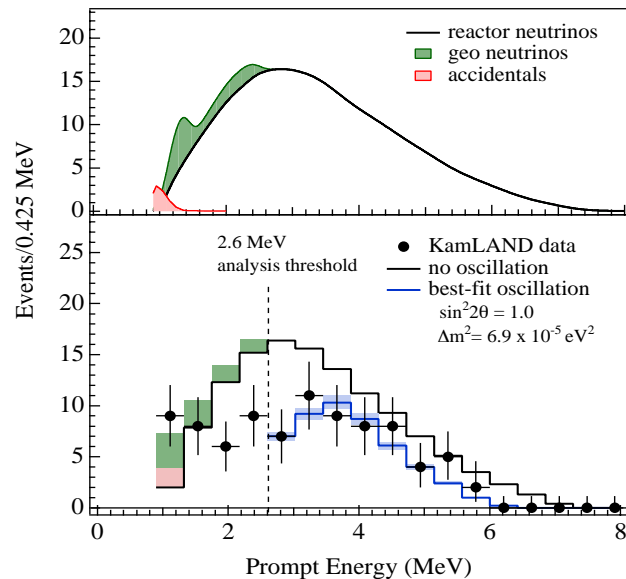 reactor neutrinos
geo neutrinos
accidentals
20
15
10
5
0
Events/0.425 MeV
2.6 MeV
analysis threshold
KamLAND data
no oscillation
best-fit oscillation
sin²2θ = 1.0
Δm²= 6.9 x 10⁻⁵ eV²
25
20
15
10
5
0
0 2 4 6 8
Prompt Energy (MeV)